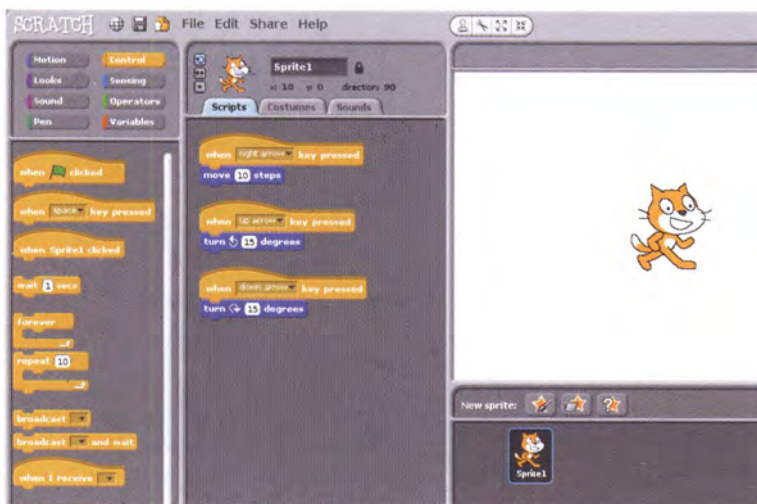 SCRATCH File Edit Share Help
Motion Control
Looks Sensing
Sound Operators
Pen Variables
when clicked
when space key pressed
when Sprite1 clicked
wait 1 secs
forever
repeat 10
broadcast
broadcast and wait
when I receive
Sprite1
x: 10 y: 0 direction: 90
Scripts Costumes Sounds
when right arrow key pressed
move 10 steps
when up arrow key pressed
turn 15 degrees
when down arrow key pressed
turn 15 degrees
New sprite:
Sprite1